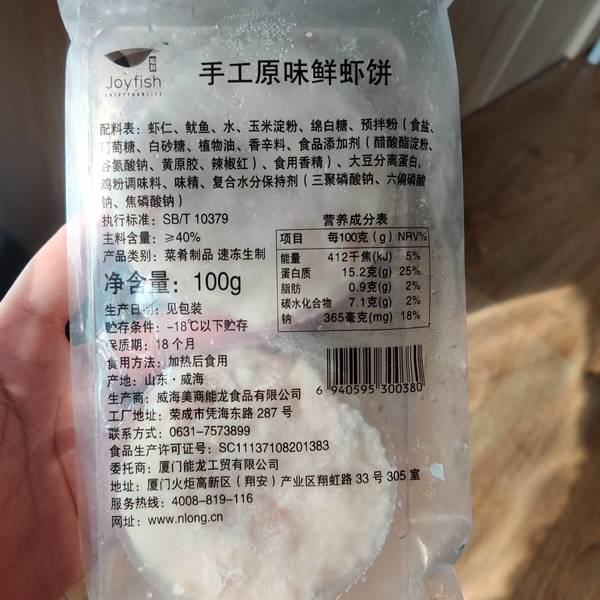 Joyfish
手工原味鲜虾饼
配料表：虾仁、鱿鱼、水、玉米淀粉、绵白糖、预拌粉（食盐、
葡萄糖、白砂糖、植物油、香辛料、食品添加剂（醋酸酯淀粉、
谷氨酸钠、黄原胶、辣椒红）、食用香精）、大豆分离蛋白、
鸡粉调味料、味精、复合水分保持剂（三聚磷酸钠、六偏磷酸
钠、焦磷酸钠）
执行标准：SB/T 10379
主料含量：≥40%
产品类别：菜肴制品 速冻生制
净含量：100g
生产日期：见包装
贮存条件：-18℃以下贮存
保质期：18个月
食用方法：加热后食用
产地：山东·威海
生产商：威海美商能龙食品有限公司
工厂地址：荣成市凭海东路287号
联系方式：0631-7573899
食品生产许可证号：SC11137108201383
委托商：厦门能龙工贸有限公司
地址：厦门火炬高新区（翔安）产业区翔虹路33号305室
服务热线：4008-819-116
网址：www.nlong.cn
营养成分表
项目 每100克(g) NRV%
能量 412千焦(kJ) 5%
蛋白质 15.2克(g) 25%
脂肪 0.9克(g) 2%
碳水化合物 7.1克(g) 2%
钠 365毫克(mg) 18%
6 940595 300380